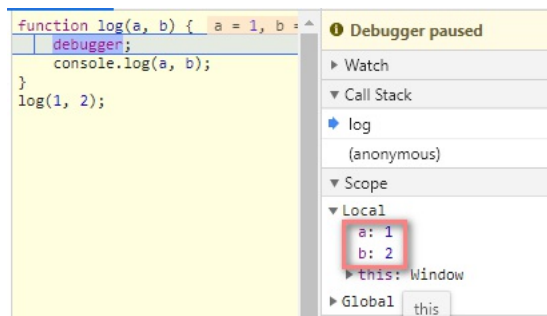 function log(a, b) { a = 1, b =
debugger;
console.log(a, b);
}
log(1, 2);
Debugger paused
Watch
Call Stack
log
(anonymous)
Scope
Local
a: 1
b: 2
this: Window
Global
this